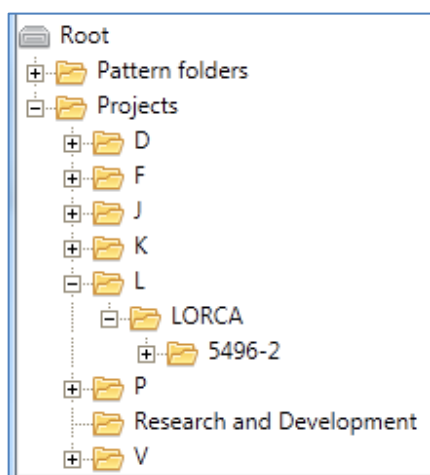 Root
Pattern folders
Projects
D
F
J
K
L
LORCA
5496-2
P
Research and Development
V